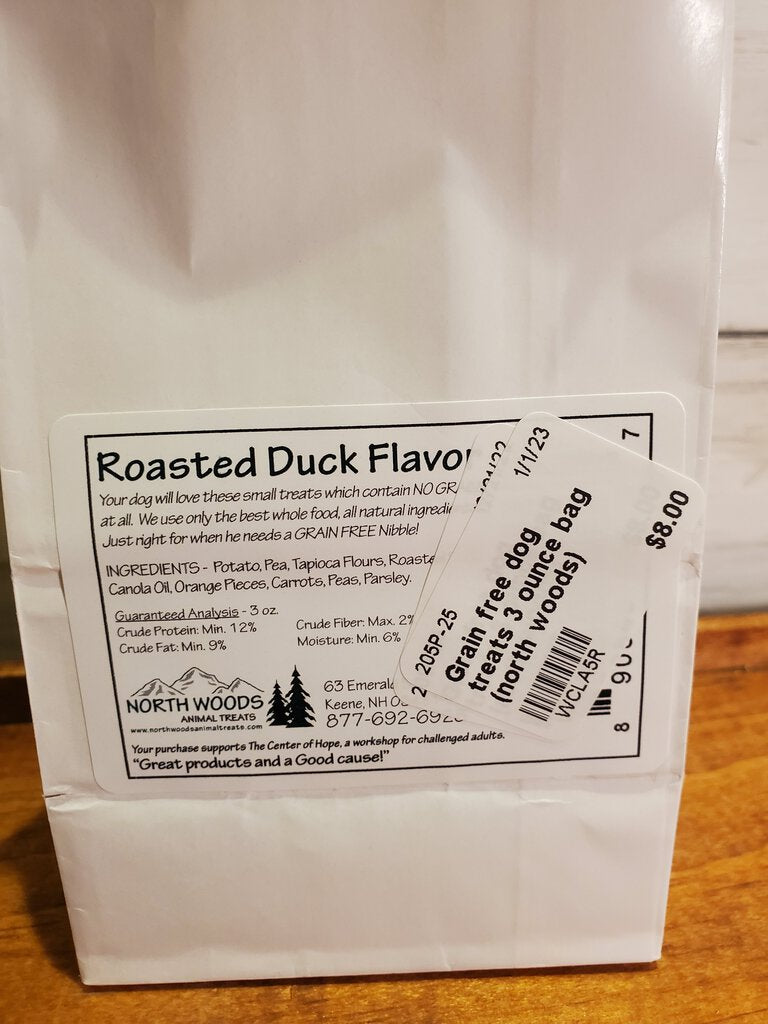 Roasted Duck Flavo
Your dog will love these small treats which contain NO GR
at all. We use only the best whole food, all natural ingredie
Just right for when he needs a GRAIN FREE Nibble!
INGREDIENTS - Potato, Pea, Tapioca Flours, Roaste
Canola Oil, Orange Pieces, Carrots, Peas, Parsley.
Guaranteed Analysis - 3 oz.
Crude Protein: Min. 12%
Crude Fat: Min. 9%
Crude Fiber: Max. 2%
Moisture: Min. 6%
NORTH WOODS
ANIMAL TREATS
www.northwoodsanimaltreats.com
63 Emeral
Keene, NH
877-692-692
Your purchase supports The Center of Hope, a workshop for challenged adults.
"Great products and a Good cause!"
205P-25
1/1/23
Grain free dog
treats 3 ounce bag
(north woods)
WCLA5R
$8.00
7
8